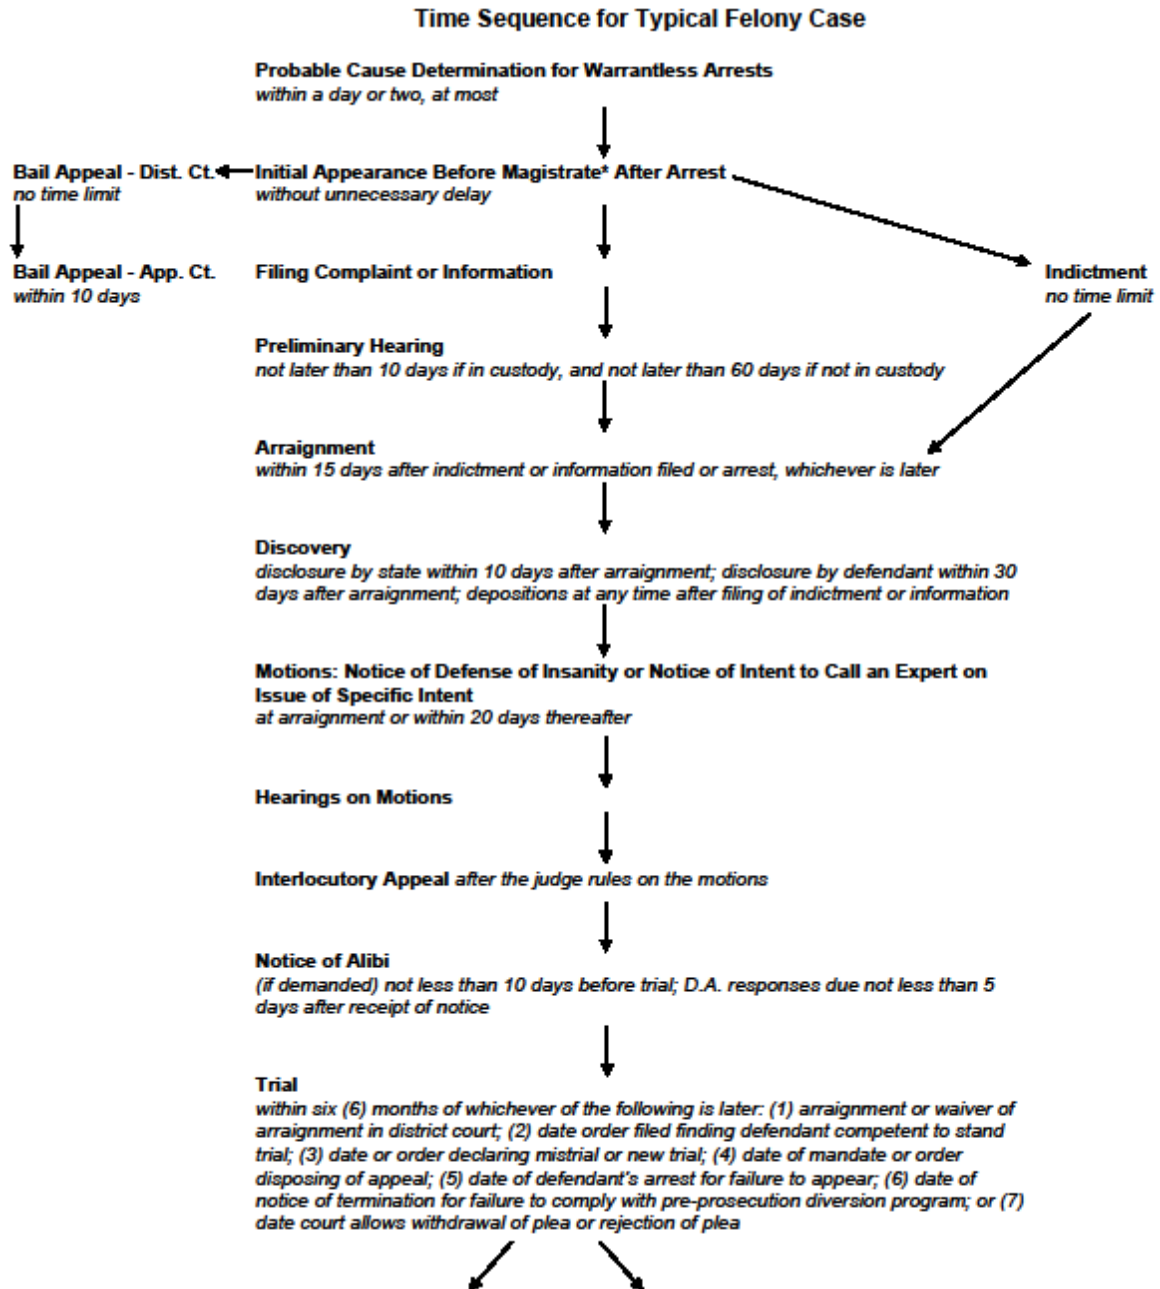 Time Sequence for Typical Felony Case
Probable Cause Determination for Warrantless Arrests
within a day or two, at most
Bail Appeal - Dist. Ct.
no time limit
Initial Appearance Before Magistrate* After Arrest
without unnecessary delay
Bail Appeal - App. Ct.
within 10 days
Filing Complaint or Information
Indictment
no time limit
Preliminary Hearing
not later than 10 days if in custody, and not later than 60 days if not in custody
Arraignment
within 15 days after indictment or information filed or arrest, whichever is later
Discovery
disclosure by state within 10 days after arraignment; disclosure by defendant within 30
days after arraignment; depositions at any time after filing of indictment or information
Motions: Notice of Defense of Insanity or Notice of Intent to Call an Expert on
Issue of Specific Intent
at arraignment or within 20 days thereafter
Hearings on Motions
Interlocutory Appeal after the judge rules on the motions
Notice of Alibi
(if demanded) not less than 10 days before trial; D.A. responses due not less than 5
days after receipt of notice
Trial
within six (6) months of whichever of the following is later: (1) arraignment or waiver of
arraignment in district court; (2) date order filed finding defendant competent to stand
trial; (3) date or order declaring mistrial or new trial; (4) date of mandate or order
disposing of appeal; (5) date of defendant's arrest for failure to appear; (6) date of
notice of termination for failure to comply with pre-prosecution diversion program; or (7)
date court allows withdrawal of plea or rejection of plea